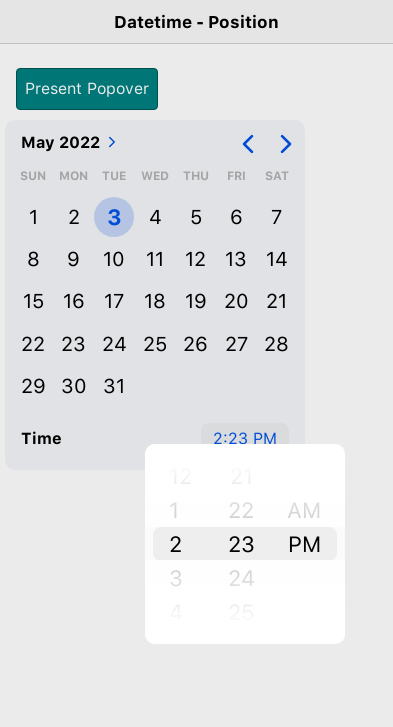 Datetime - Position
Present Popover
May 2022
SUN MON TUE WED THU FRI SAT
1 2 3 4 5 6 7
8 9 10 11 12 13 14
15 16 17 18 19 20 21
22 23 24 25 26 27 28
29 30 31
Time 2:23 PM
12 21
1 22 AM
2 23 PM
3 24
4 25